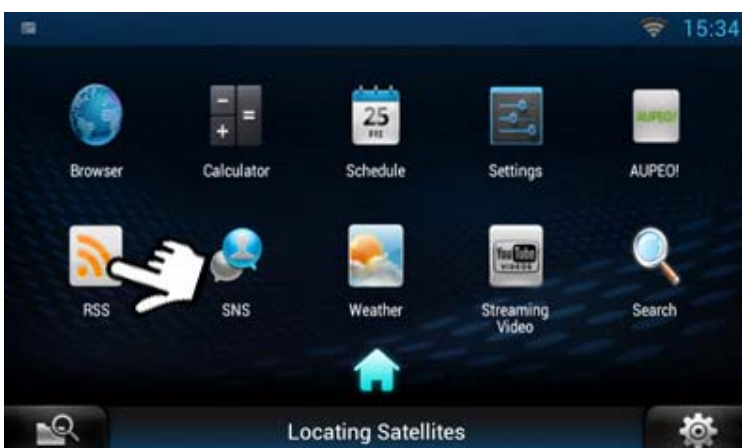 15:34
25
FRI
AUPEO!
Browser
Calculator
Schedule
Settings
AUPEO!
You Tube
VIDEOS
RSS
SNS
Weather
Streaming
Video
Search
Locating Satellites